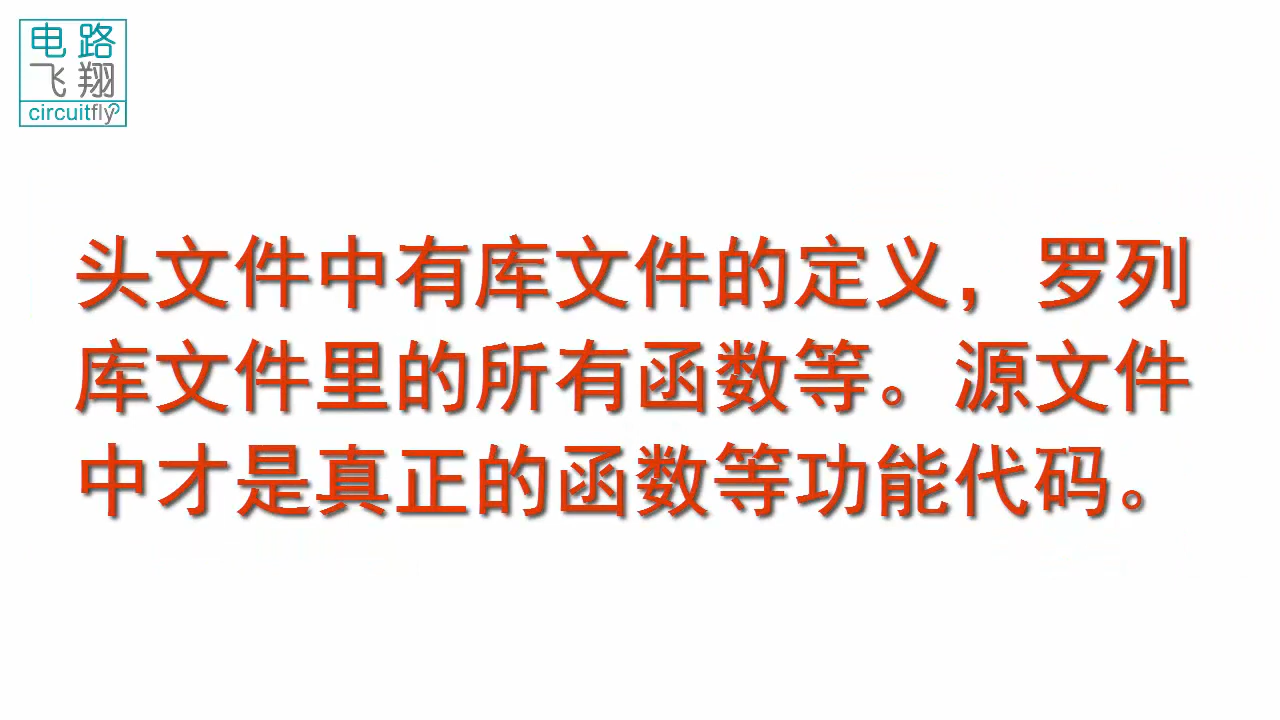 电路
飞翔
circuitfly
头文件中有库文件的定义，罗列
库文件里的所有函数等。源文件
中才是真正的函数等功能代码。